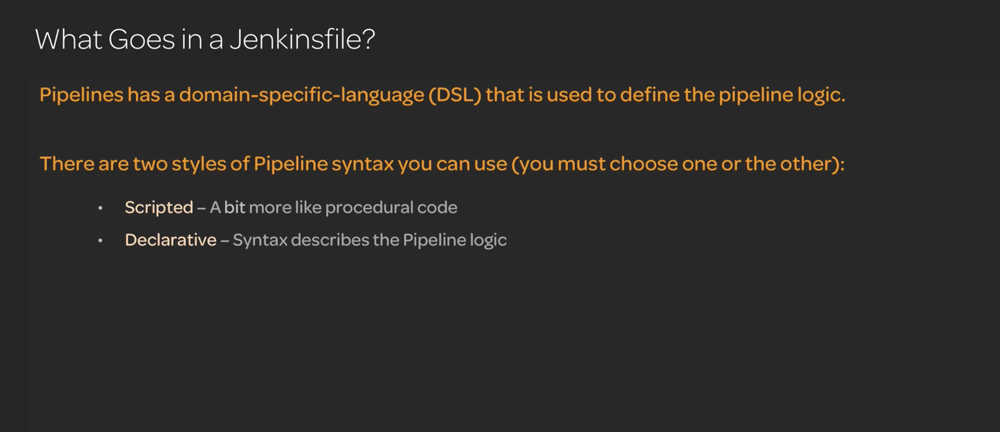 What Goes in a Jenkinsfile?
Pipelines has a domain-specific-language (DSL) that is used to define the pipeline logic.
There are two styles of Pipeline syntax you can use (you must choose one or the other):
• Scripted – A bit more like procedural code
• Declarative – Syntax describes the Pipeline logic